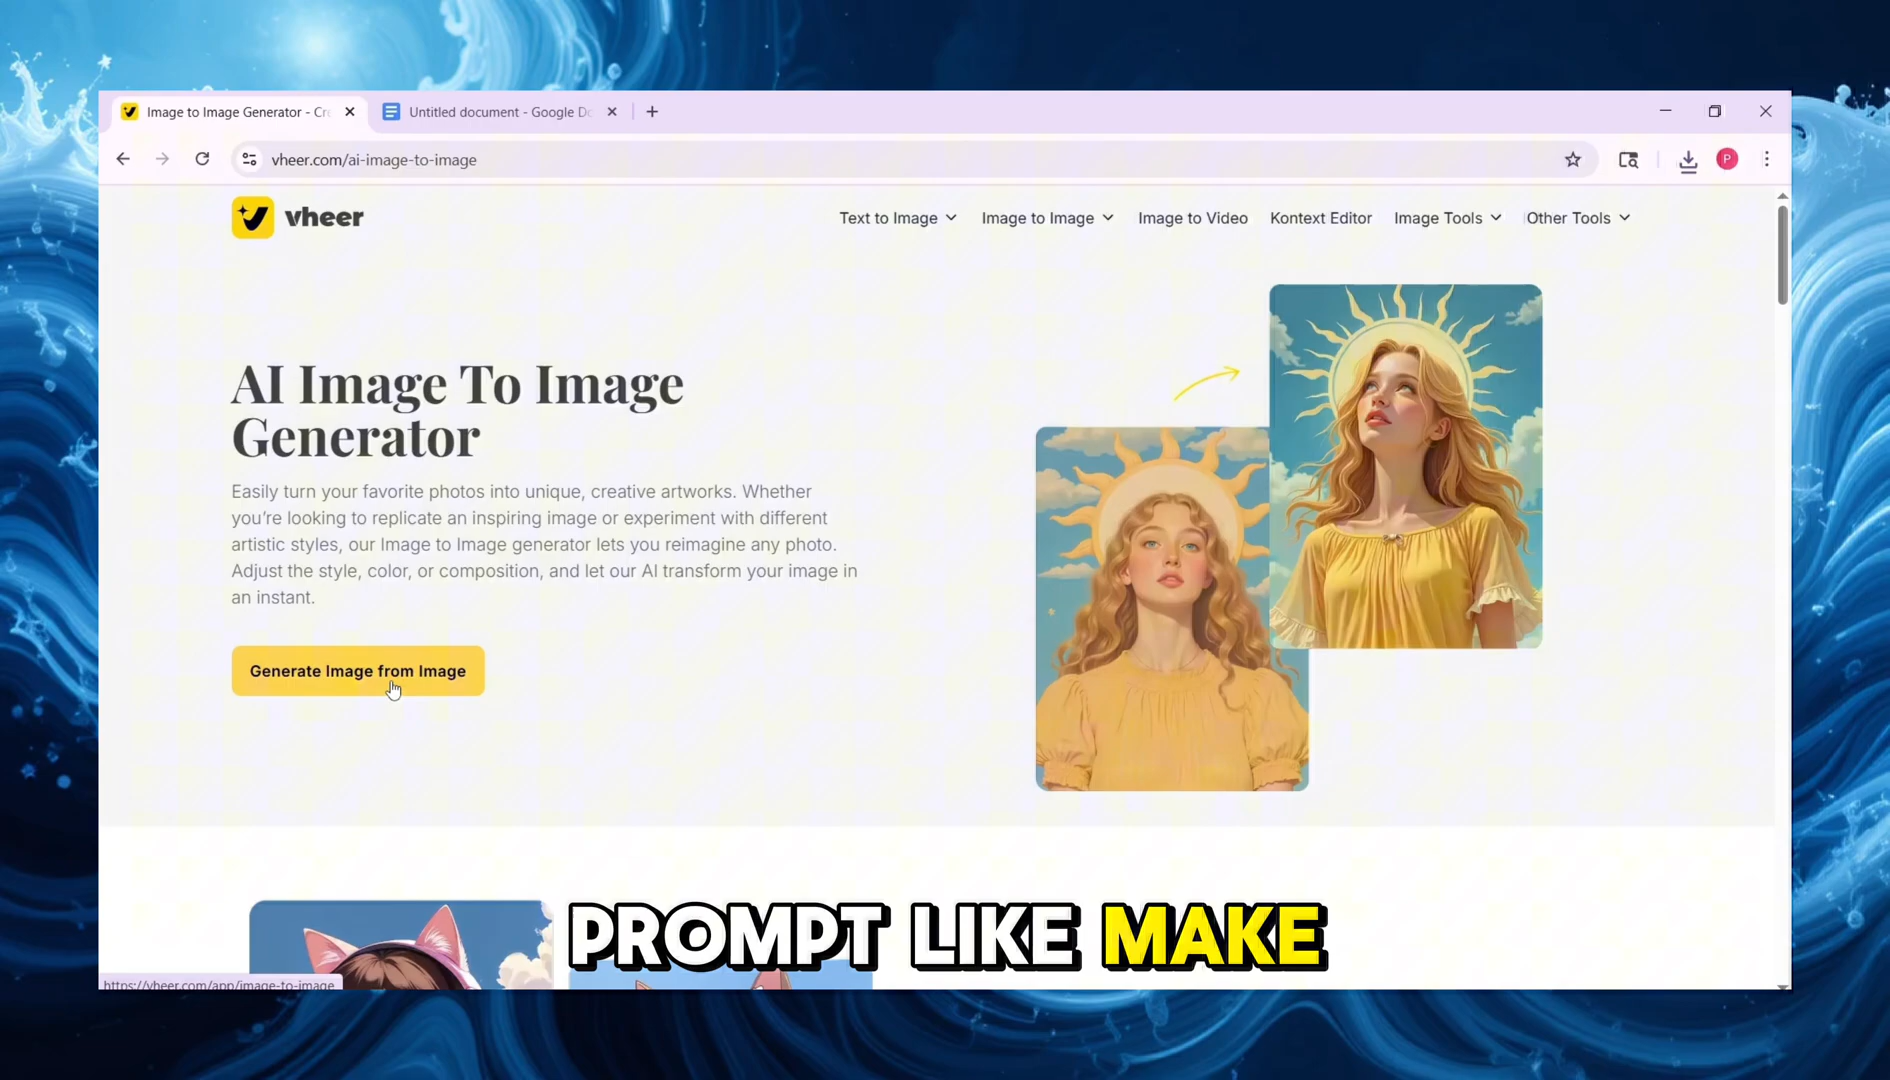 Image to Image Generator - Cre
Untitled document - Google Do
vheer.com/ai-image-to-image
P
vheer
Text to Image
Image to Image
Image to Video
Kontext Editor
Image Tools
Other Tools
AI Image To Image
Generator
Easily turn your favorite photos into unique, creative artworks. Whether
you're looking to replicate an inspiring image or experiment with different
artistic styles, our Image to Image generator lets you reimagine any photo.
Adjust the style, color, or composition, and let our AI transform your image in
an instant.
Generate Image from Image
PROMPT LIKE MAKE
https://vheer.com/app/image-to-image